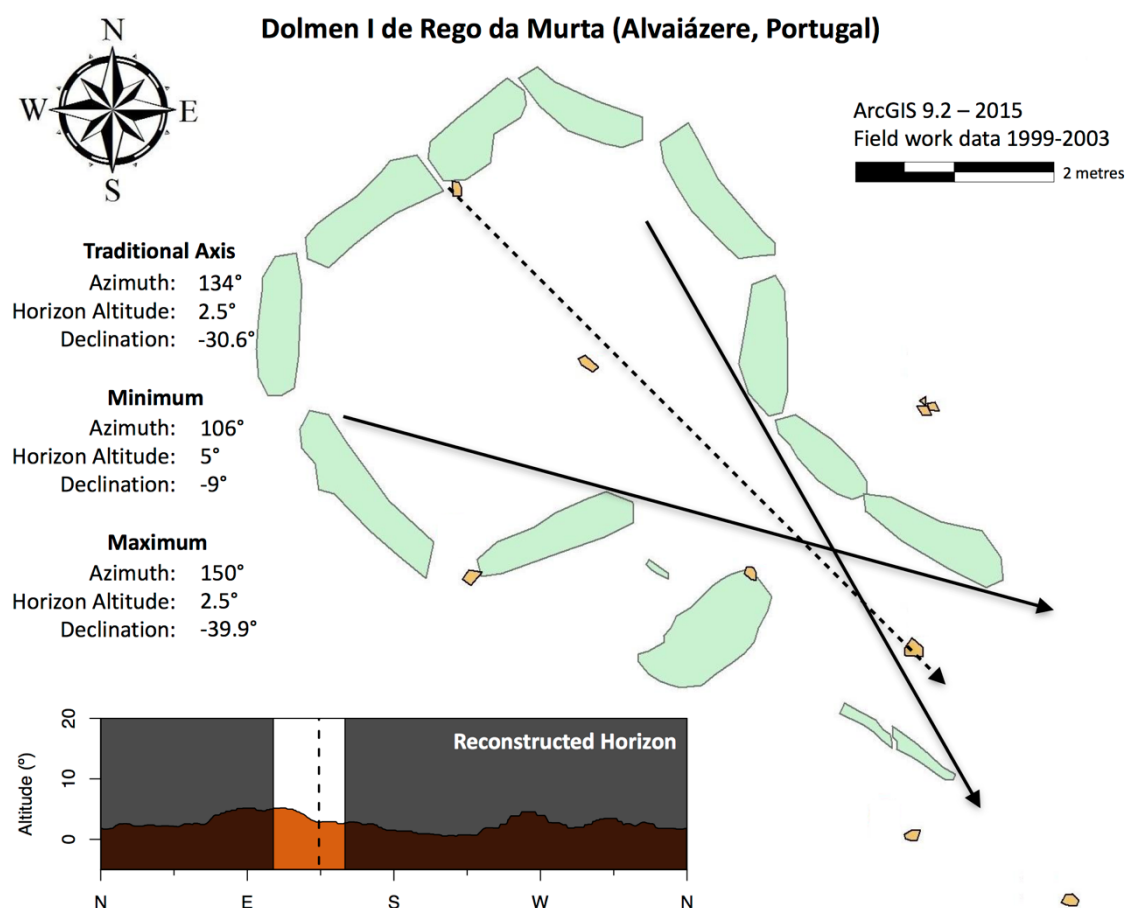 Dolmen I de Rego da Murta (Alvaiázere, Portugal)
N
W E
S
ArcGIS 9.2 – 2015
Field work data 1999-2003
2 metres
Traditional Axis
Azimuth: 134°
Horizon Altitude: 2.5°
Declination: -30.6°
Minimum
Azimuth: 106°
Horizon Altitude: 5°
Declination: -9°
Maximum
Azimuth: 150°
Horizon Altitude: 2.5°
Declination: -39.9°
Reconstructed Horizon
Altitude (º)
20
10
0
N E S W N